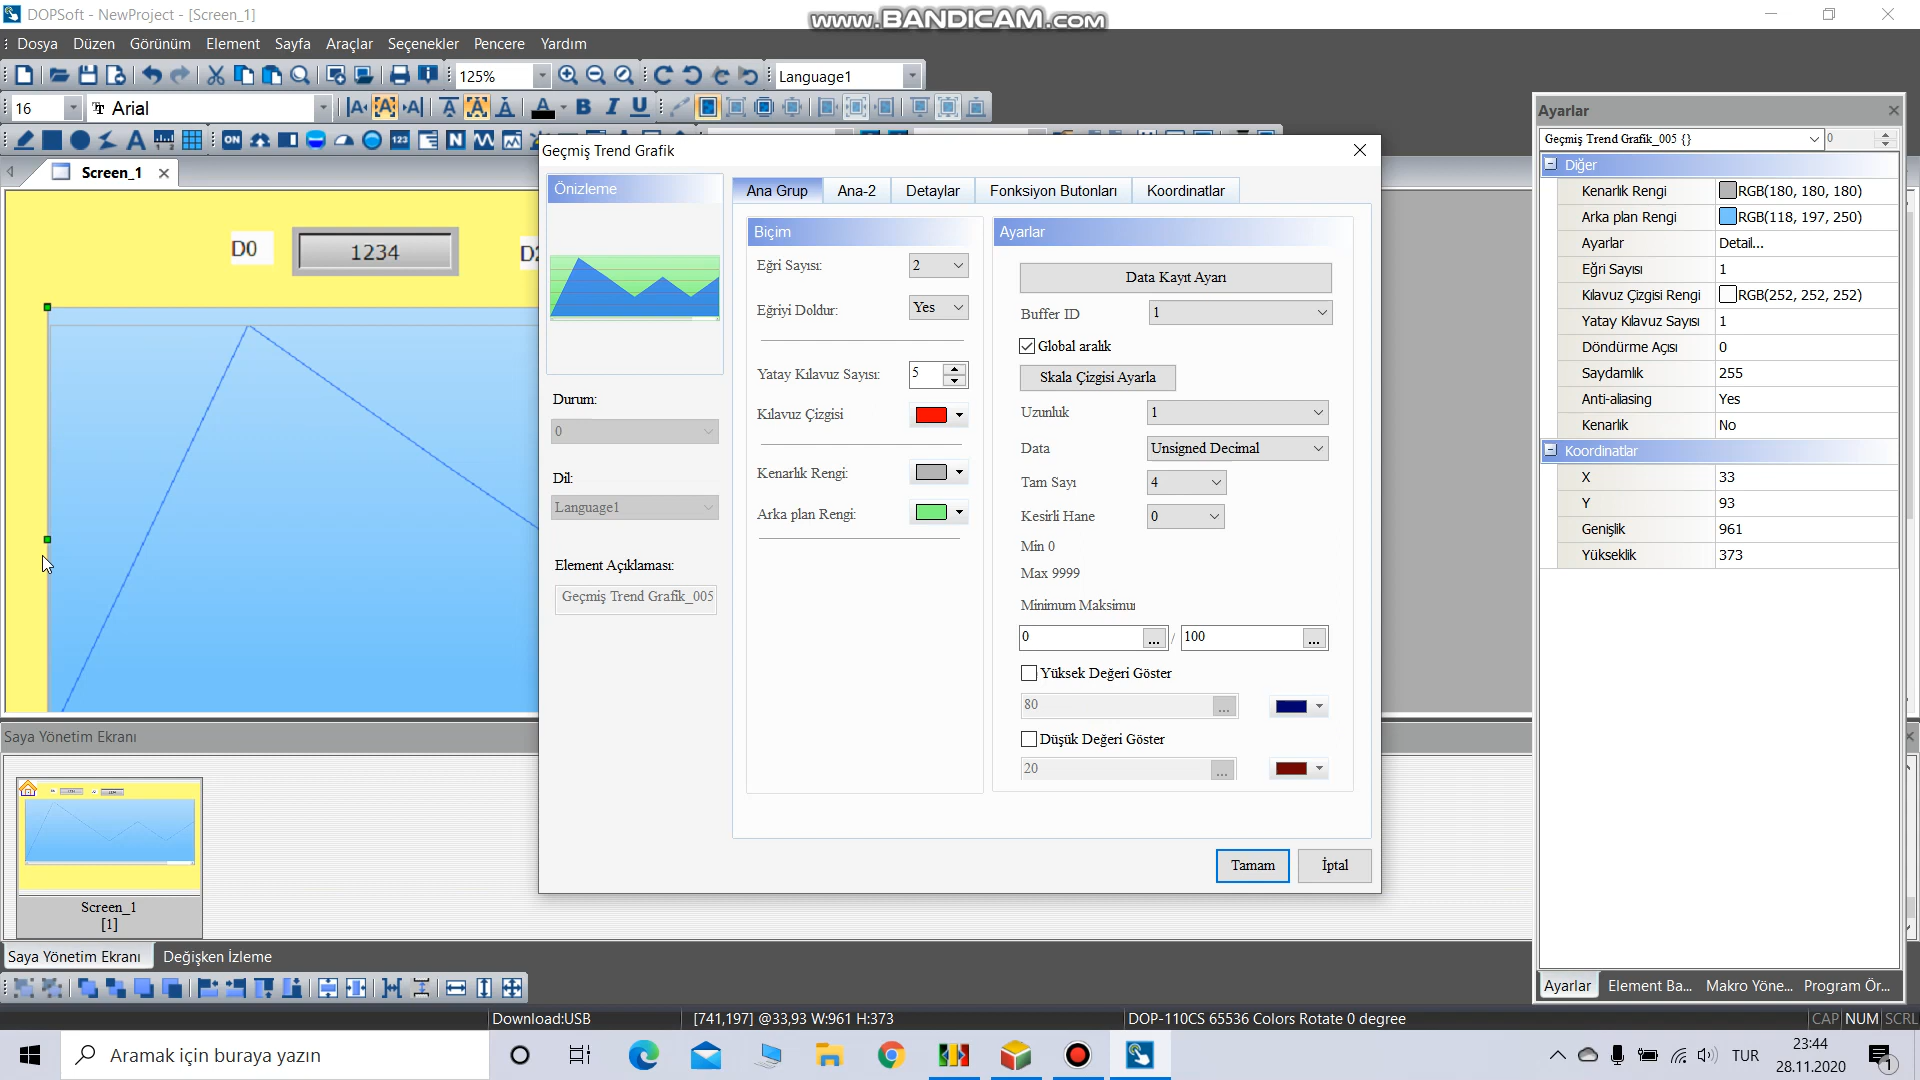 DOPSoft - NewProject - [Screen_1]
www.BANDICAM.com
Dosya Düzen Görünüm Element Sayfa Araçlar Seçenekler Pencere Yardım
125%
Language1
16
Arial
Screen_1
D0
1234
Geçmiş Trend Grafik
Önizleme
Durum:
0
Dil:
Language1
Element Açıklaması:
Geçmiş Trend Grafik_005
Ana Grup
Ana-2
Detaylar
Fonksiyon Butonları
Koordinatlar
Biçim
Eğri Sayısı:
2
Eğriyi Doldur:
Yes
Yatay Kılavuz Sayısı:
5
Kılavuz Çizgisi
Kenarlık Rengi:
Arka plan Rengi:
Ayarlar
Data Kayıt Ayarı
Buffer ID
1
Global aralık
Skala Çizgisi Ayarla
Uzunluk
1
Data
Unsigned Decimal
Tam Sayı
4
Kesirli Hane
0
Min 0
Max 9999
Minimum Maksimu
0 ... / 100 ...
Yüksek Değeri Göster
80 ...
Düşük Değeri Göster
20 ...
Tamam
İptal
Ayarlar
Geçmiş Trend Grafik_005 {}
0
Diğer
Kenarlık Rengi RGB(180, 180, 180)
Arka plan Rengi RGB(118, 197, 250)
Ayarlar Detail...
Eğri Sayısı 1
Kılavuz Çizgisi Rengi RGB(252, 252, 252)
Yatay Kılavuz Sayısı 1
Döndürme Açısı 0
Saydamlık 255
Anti-aliasing Yes
Kenarlık No
Koordinatlar
X 33
Y 93
Genişlik 961
Yükseklik 373
Ayarlar Element Ba... Makro Yöne... Program Ör...
Saya Yönetim Ekranı
Screen_1
[1]
Saya Yönetim Ekranı
Değişken İzleme
Download:USB
[741,197] @33,93 W:961 H:373
DOP-110CS 65536 Colors Rotate 0 degree
CAP NUM SCRL
Aramak için buraya yazın
TUR
23:44
28.11.2020
1